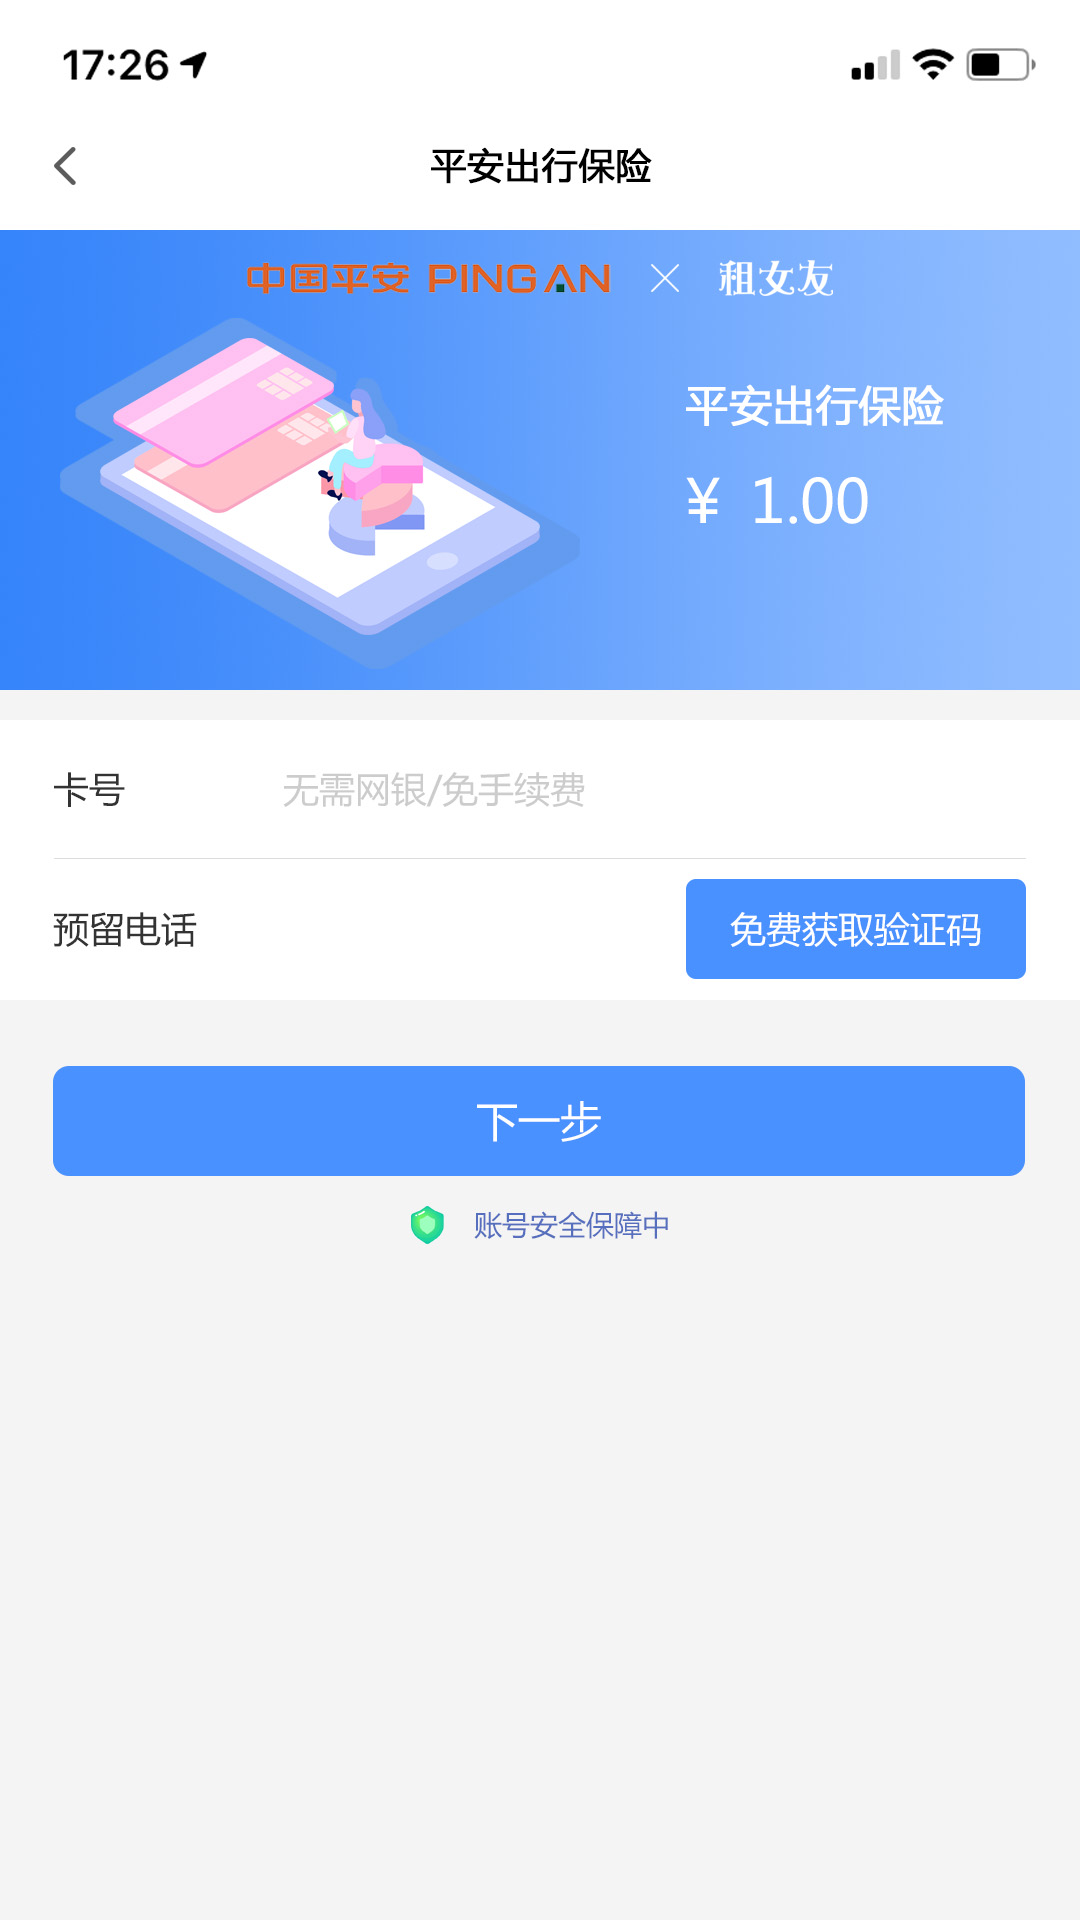 17:26
平安出行保险
中国平安 PINGAN × 租女友
平安出行保险
¥ 1.00
卡号 无需网银/免手续费
预留电话 免费获取验证码
下一步
账号安全保障中